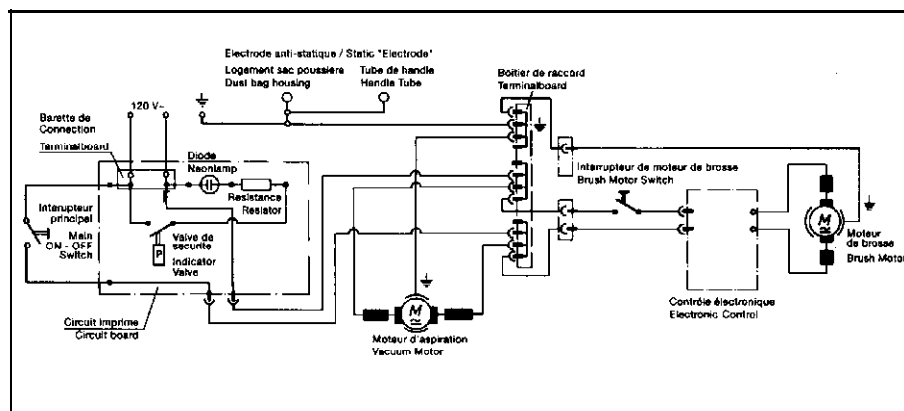 Electrode anti-statique / Static "Electrode"
Logement sac poussiere
Dust bag housing
Tube de handle
Handle Tube
Boîtier de raccord
Terminalboard
120 V~
Barette de
Connection
Terminalboard
Diode
Neonlamp
Resistance
Resistor
Interupteur
principal
Main
ON - OFF
Switch
Valve de
securite
P
Indicator
Valve
Interrupteur de moteur de brosse
Brush Motor Switch
M
Moteur
de brosse
Brush Motor
M
Moteur d'aspiration
Vacuum Motor
Contrôle électronique
Electronic Control
Circuit imprime
Circuit board